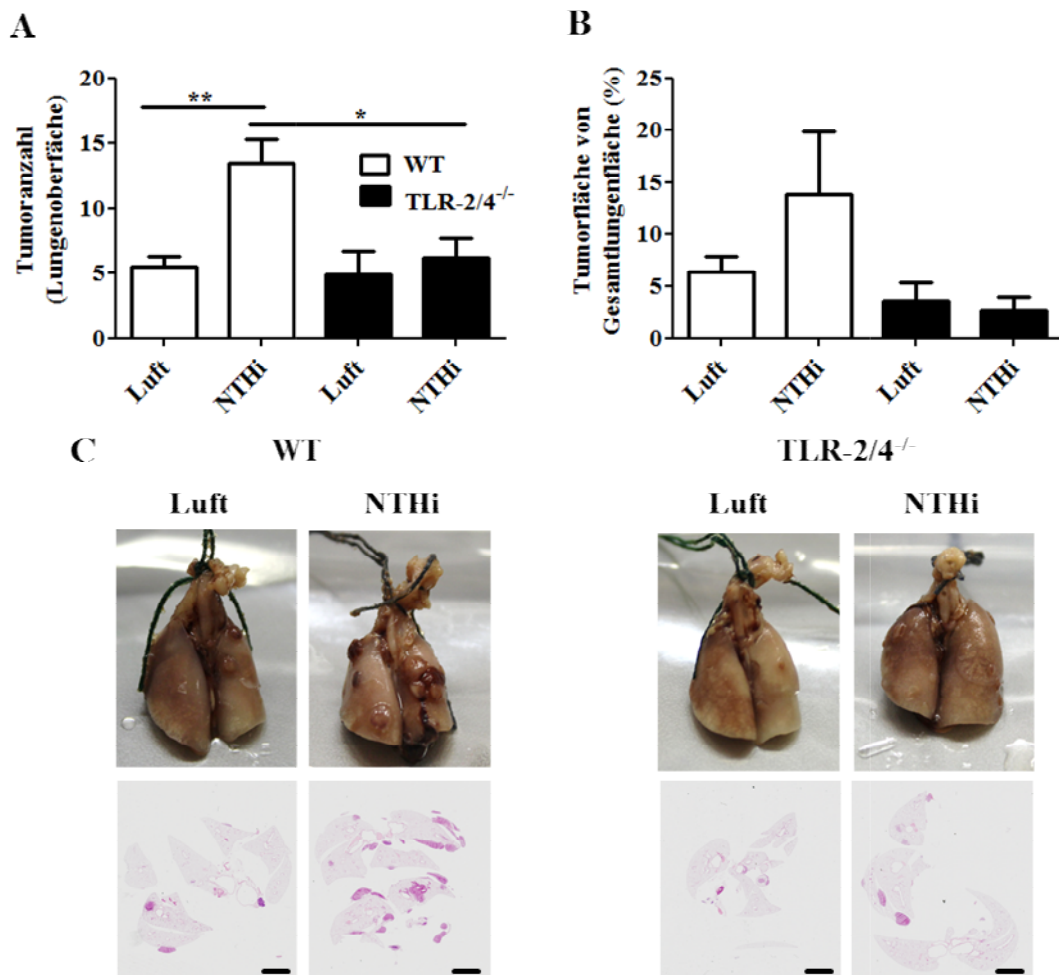 A
Tumoranzahl
(Lungenoberfäche)
20
15
10
5
0
**
*
WT
TLR-2/4-/-
Luft
NTHi
Luft
NTHi
B
Tumorfläche von
Gesamtlungenfläche (%)
25
20
15
10
5
0
Luft
NTHi
Luft
NTHi
C
WT
TLR-2/4-/-
Luft
NTHi
Luft
NTHi